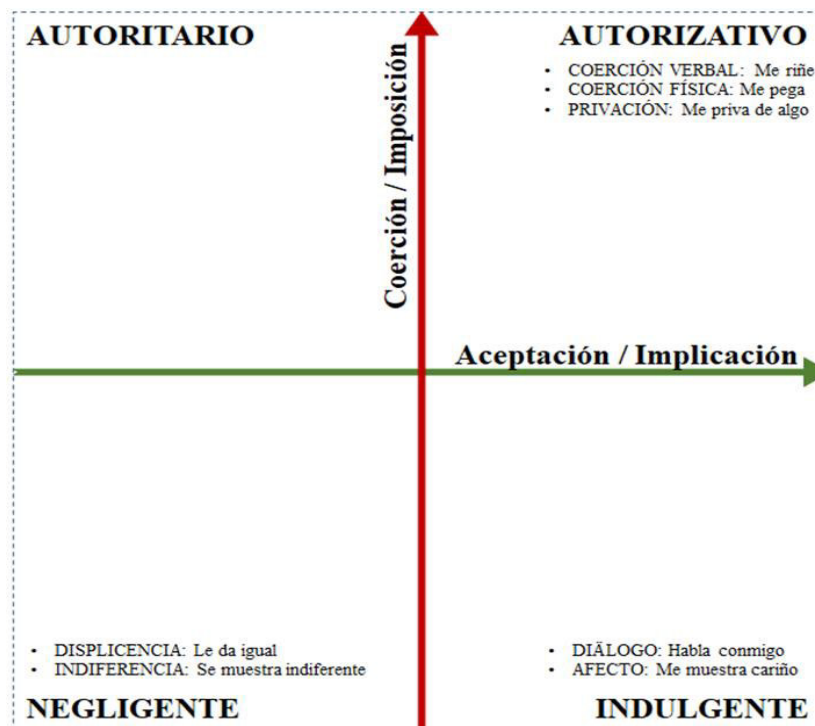 AUTORITARIO
AUTORIZATIVO
• COERCIÓN VERBAL: Me riñe
• COERCIÓN FÍSICA: Me pega
• PRIVACIÓN: Me priva de algo
Coerción / Imposición
Aceptación / Implicación
• DISPLICENCIA: Le da igual
• INDIFERENCIA: Se muestra indiferente
NEGLIGENTE
• DIÄLOGO: Habla conmigo
• AFECTO: Me muestra cariño
INDULGENTE